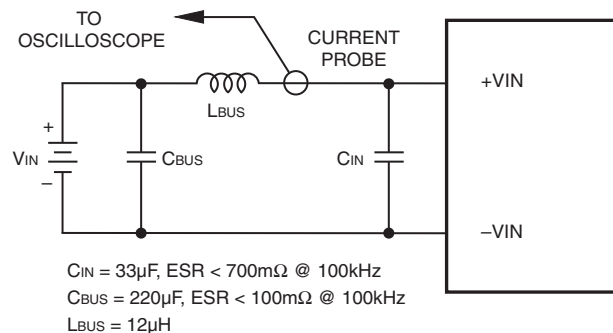 TO
OSCILLOSCOPE
CURRENT
PROBE
+VIN
LBUS
+
VIN
–
CBUS
CIN
–VIN
CIN = 33µF, ESR < 700mΩ @ 100kHz
CBUS = 220µF, ESR < 100mΩ @ 100kHz
LBUS = 12µH